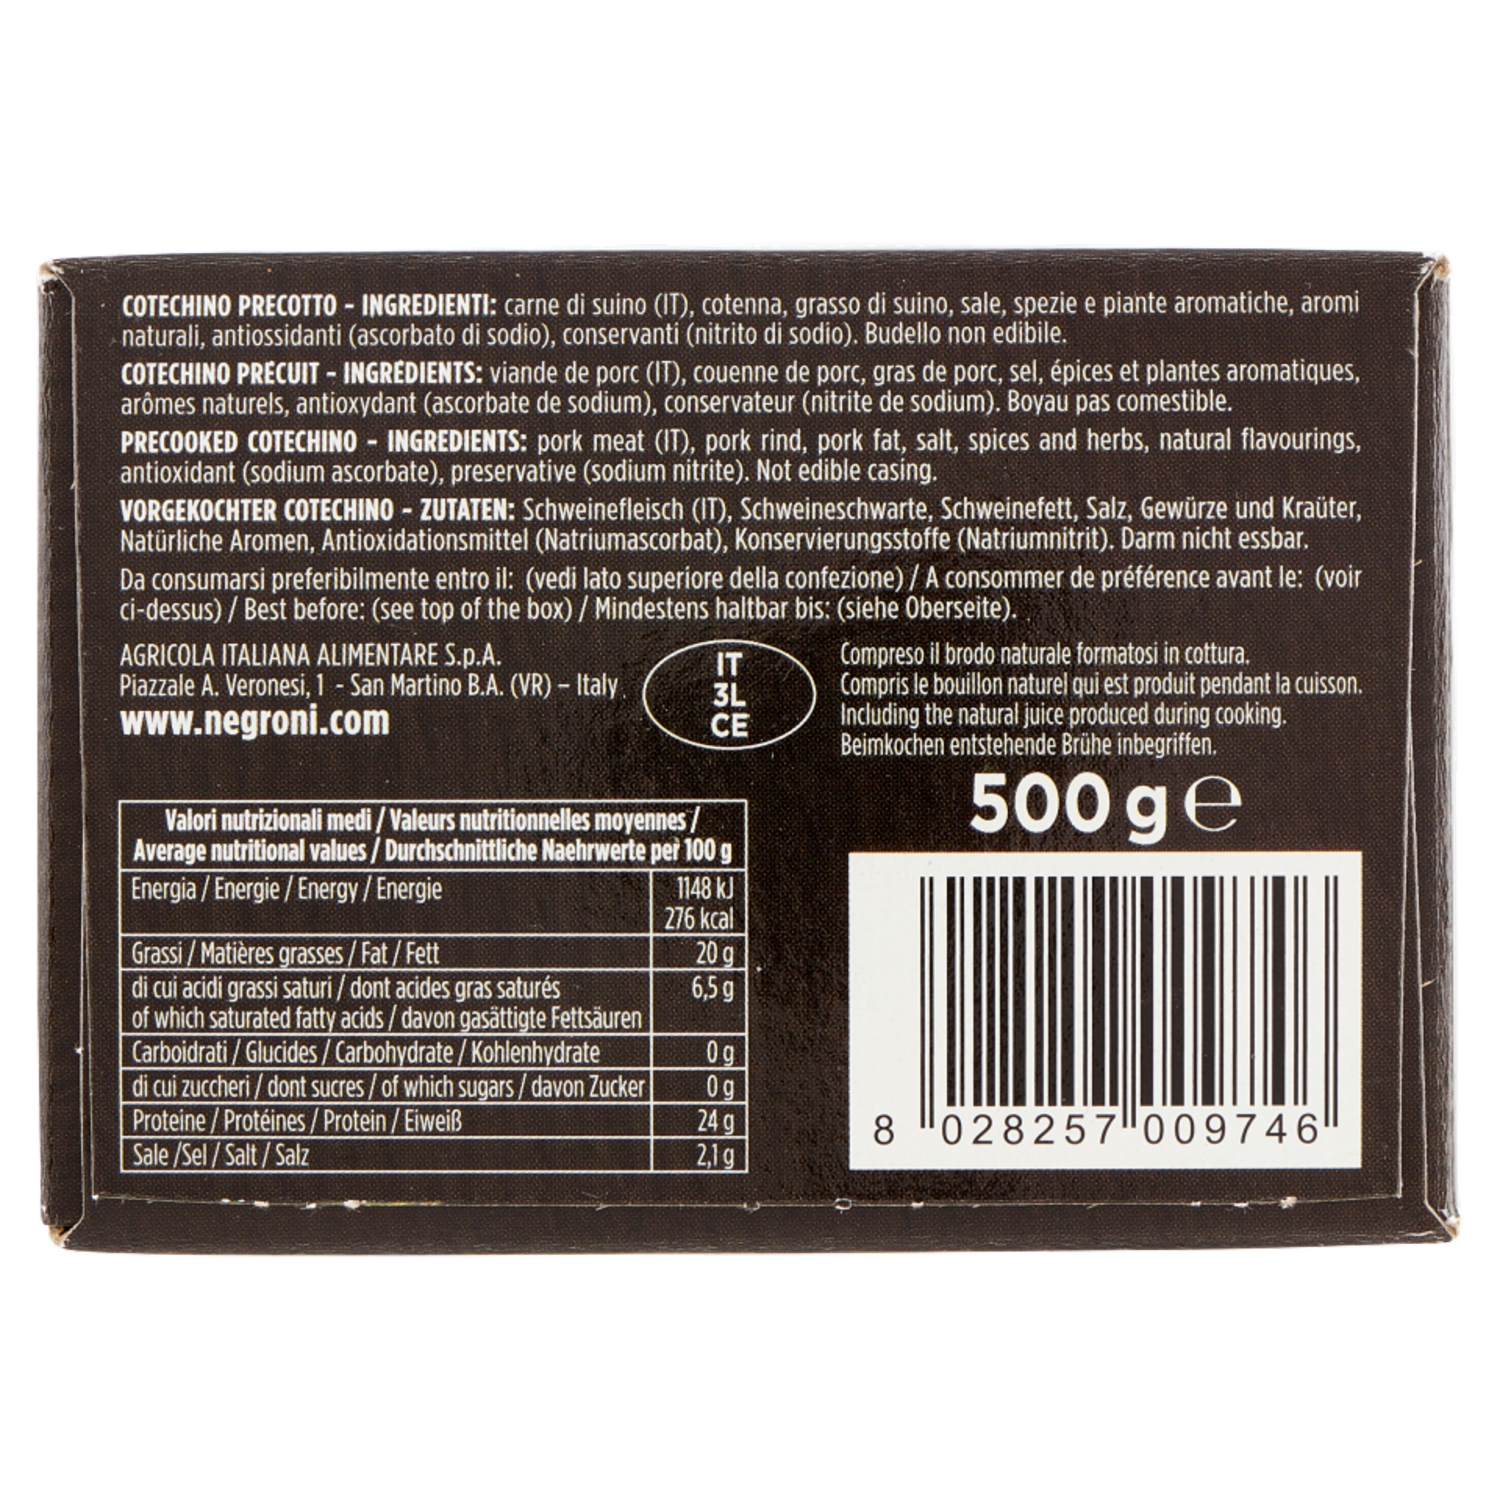 COTECHINO PRECOTTO - INGREDIENTI: carne di suino (IT), cotenna, grasso di suino, sale, spezie e piante aromatiche, aromi
naturali, antiossidanti (ascorbato di sodio), conservanti (nitrito di sodio). Budello non edibile.
COTECHINO PRÉCUIT - INGRÉDIENTS: viande de porc (IT), couenne de porc, gras de porc, sel, épices et plantes aromatiques,
arômes naturels, antioxydant (ascorbate de sodium), conservateur (nitrite de sodium). Boyau pas comestible.
PRECOOKED COTECHINO - INGREDIENTS: pork meat (IT), pork rind, pork fat, salt, spices and herbs, natural flavourings,
antioxidant (sodium ascorbate), preservative (sodium nitrite). Not edible casing.
VORGEKOCHTER COTECHINO - ZUTATEN: Schweinefleisch (IT), Schweineschwarte, Schweinefett, Salz, Gewürze und Kraüter,
Natürliche Aromen, Antioxidationsmittel (Natriumascorbat), Konservierungsstoffe (Natriumnitrit). Darm nicht essbar.
Da consumarsi preferibilmente entro il: (vedi lato superiore della confezione) / A consommer de préférence avant le: (voir
ci-dessus) / Best before: (see top of the box) / Mindestens haltbar bis: (siehe Oberseite).
AGRICOLA ITALIANA ALIMENTARE S.p.A.
Piazzale A. Veronesi, 1 - San Martino B.A. (VR) – Italy
www.negroni.com
IT
3L
CE
Compreso il brodo naturale formatosi in cottura.
Compris le bouillon naturel qui est produit pendant la cuisson.
Including the natural juice produced during cooking.
Beimkochen entstehende Brühe inbegriffen.
500 g ℮
Valori nutrizionali medi / Valeurs nutritionnelles moyennes /
Average nutritional values / Durchschnittliche Naehrwerte per 100 g
Energia / Energie / Energy / Energie 1148 kJ
276 kcal
Grassi / Matières grasses / Fat / Fett 20 g
di cui acidi grassi saturi / dont acides gras saturés 6,5 g
of which saturated fatty acids / davon gasättigte Fettsäuren
Carboidrati / Glucides / Carbohydrate / Kohlenhydrate 0 g
di cui zuccheri / dont sucres / of which sugars / davon Zucker 0 g
Proteine / Protéines / Protein / Eiweiß 24 g
Sale /Sel / Salt / Salz 2,1 g
8 028257 009746